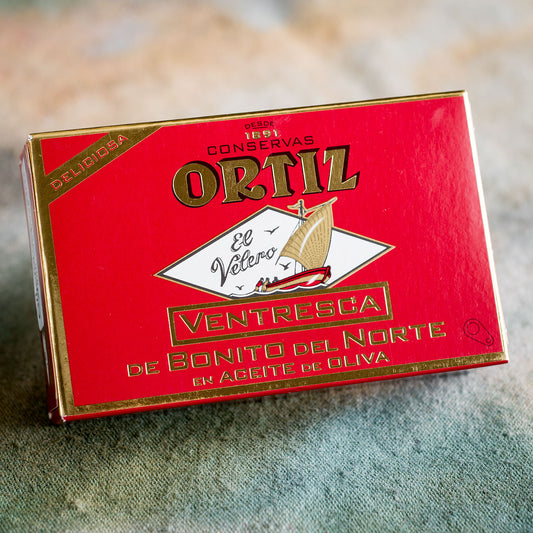 DELICIOSA
DESDE
1891
CONSERVAS
ORTIZ
El
Velero
VENTRESCA
DE BONITO DEL NORTE
EN ACEITE DE OLIVA